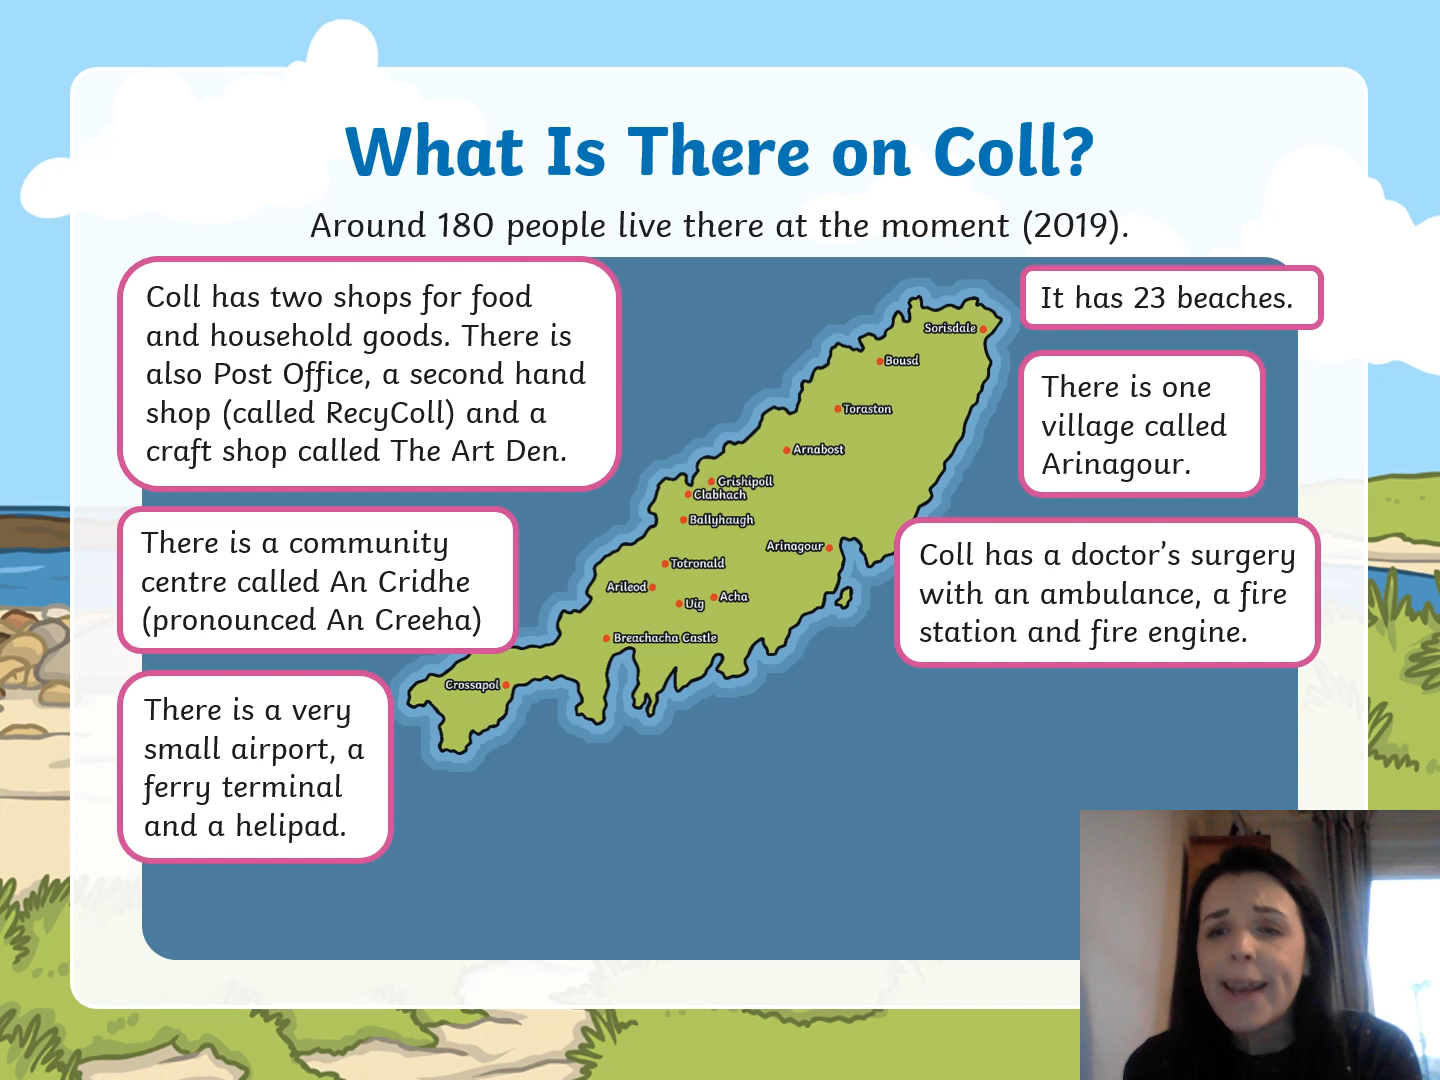 What Is There on Coll?
Around 180 people live there at the moment (2019).
Coll has two shops for food
and household goods. There is
also Post Office, a second hand
shop (called RecyColl) and a
craft shop called The Art Den.
There is a community
centre called An Cridhe
(pronounced An Creeha)
There is a very
small airport, a
ferry terminal
and a helipad.
It has 23 beaches.
There is one
village called
Arinagour.
Coll has a doctor’s surgery
with an ambulance, a fire
station and fire engine.
Sorisdale
Bousd
Toraston
Arnabost
Grishipoll
Clabhach
Ballyhaugh
Arinagour
Totronald
Arileod
Acha
Uig
Breachacha Castle
Crossapol